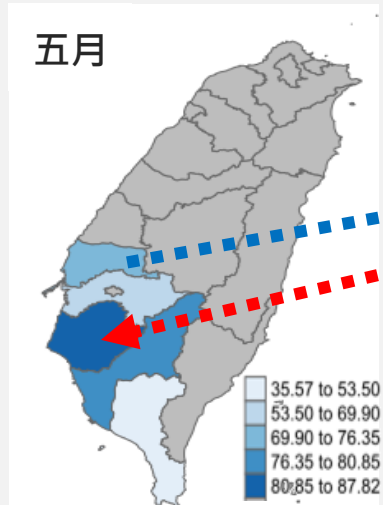 五月
35.57 to 53.50
53.50 to 69.90
69.90 to 76.35
76.35 to 80.85
80.85 to 87.82